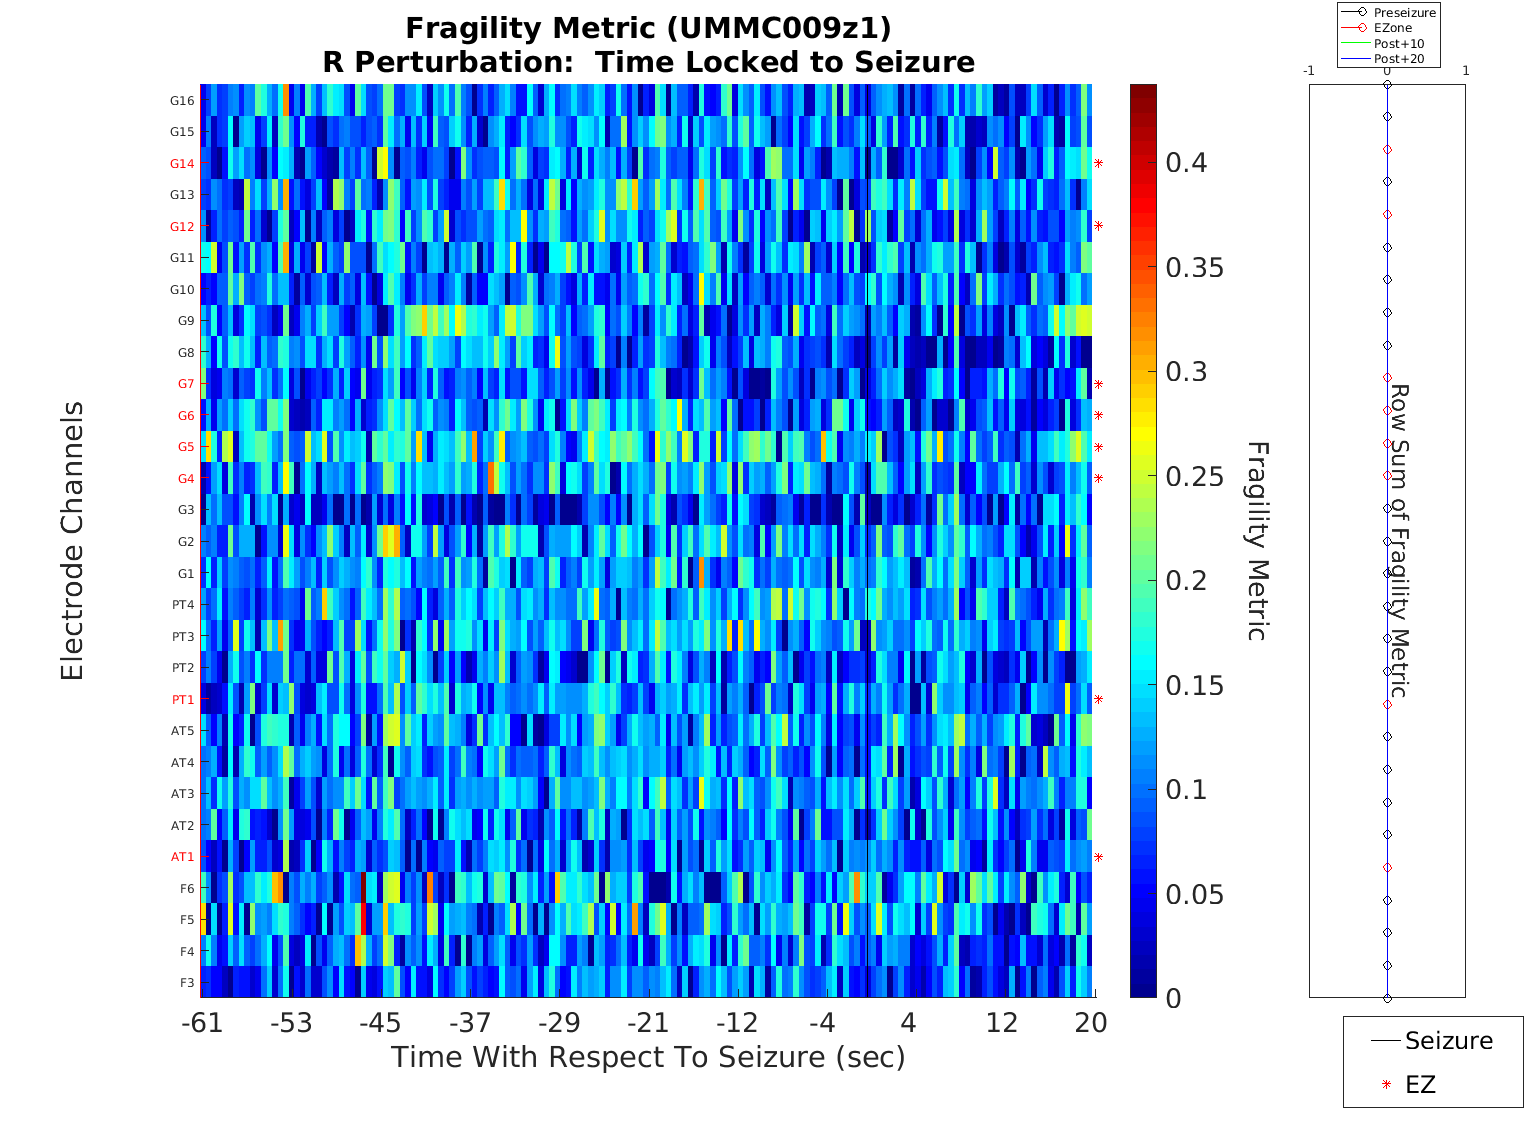 Fragility Metric (UMMC009z1)
R Perturbation:  Time Locked to Seizure
Electrode Channels
G16
G15
G14
G13
G12
G11
G10
G9
G8
G7
G6
G5
G4
G3
G2
G1
PT4
PT3
PT2
PT1
AT5
AT4
AT3
AT2
AT1
F6
F5
F4
F3
-61 -53 -45 -37 -29 -21 -12 -4 4 12 20
Time With Respect To Seizure (sec)
0.4
0.35
0.3
0.25
0.2
0.15
0.1
0.05
0
Fragility Metric
Preseizure
EZone
Post+10
Post+20
-1 0 1
Row Sum of Fragility Metric
Seizure
EZ